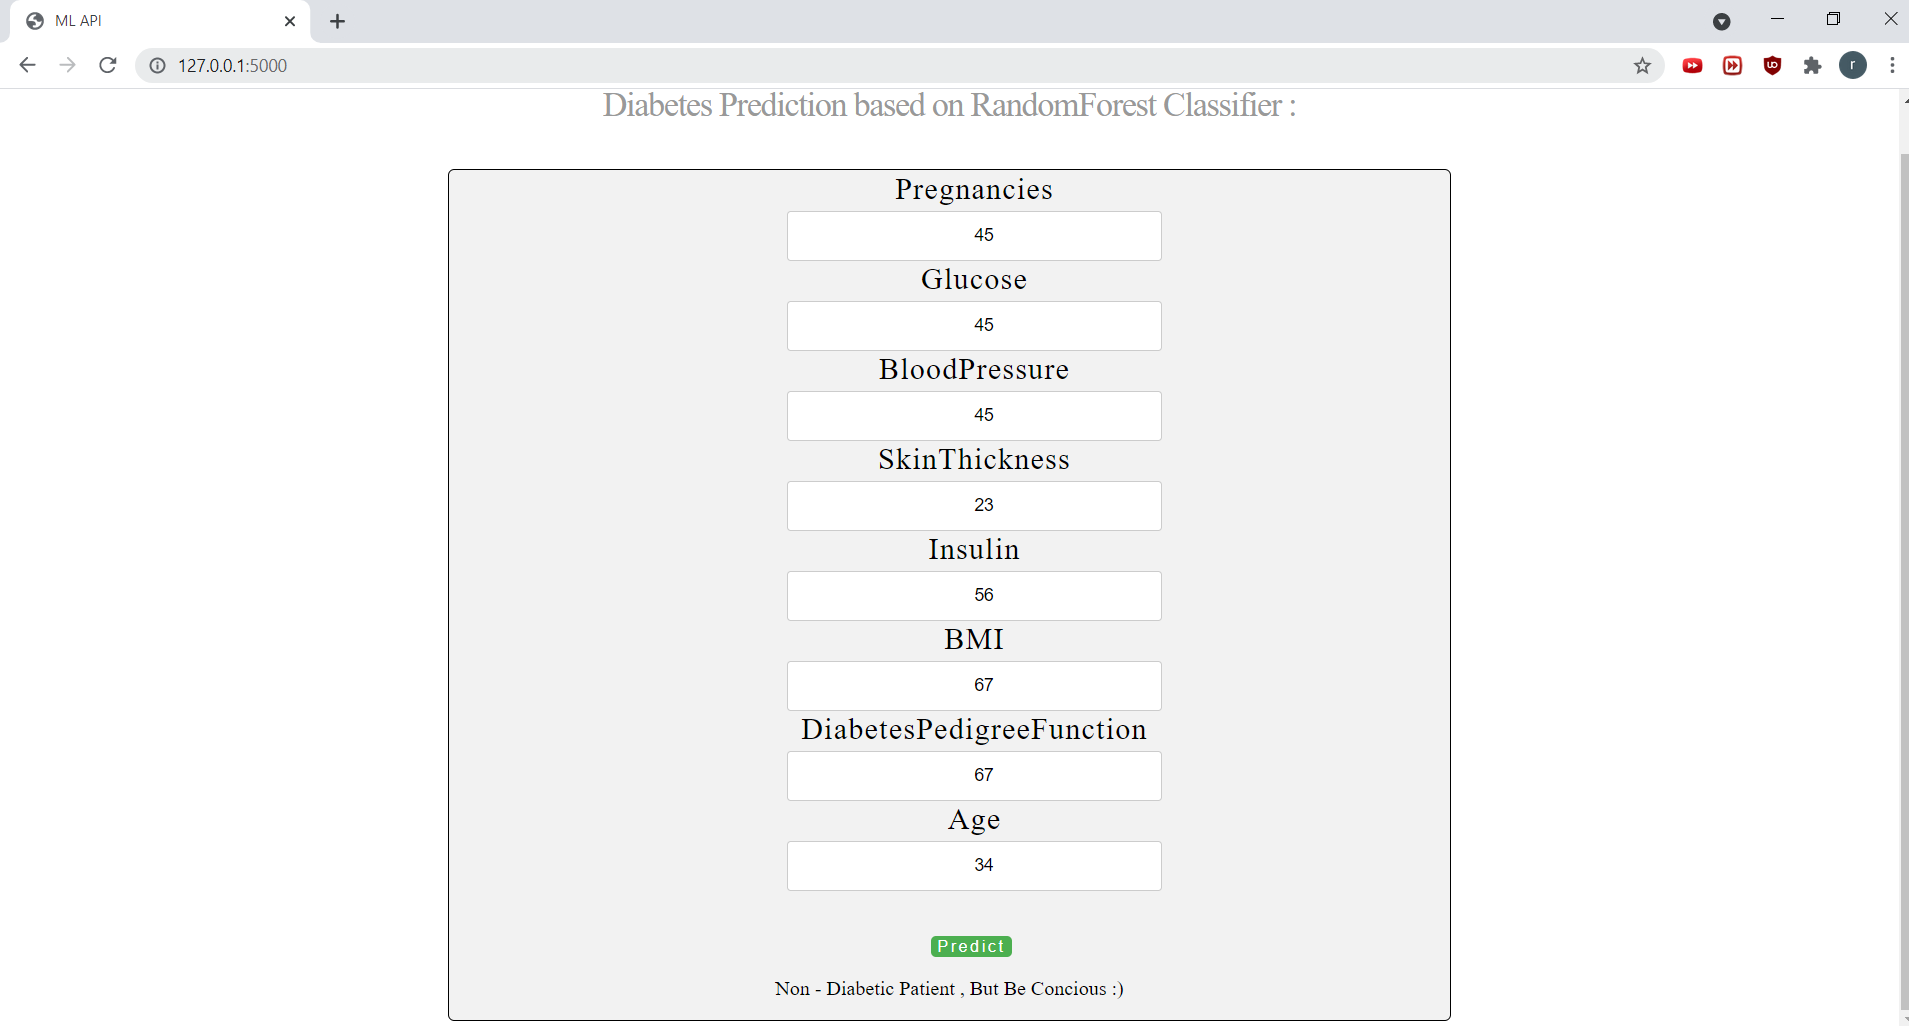 ML API
127.0.0.1:5000
r
Diabetes Prediction based on RandomForest Classifier :
Pregnancies
45
Glucose
45
BloodPressure
45
SkinThickness
23
Insulin
56
BMI
67
DiabetesPedigreeFunction
67
Age
34
Predict
Non - Diabetic Patient , But Be Concious :)